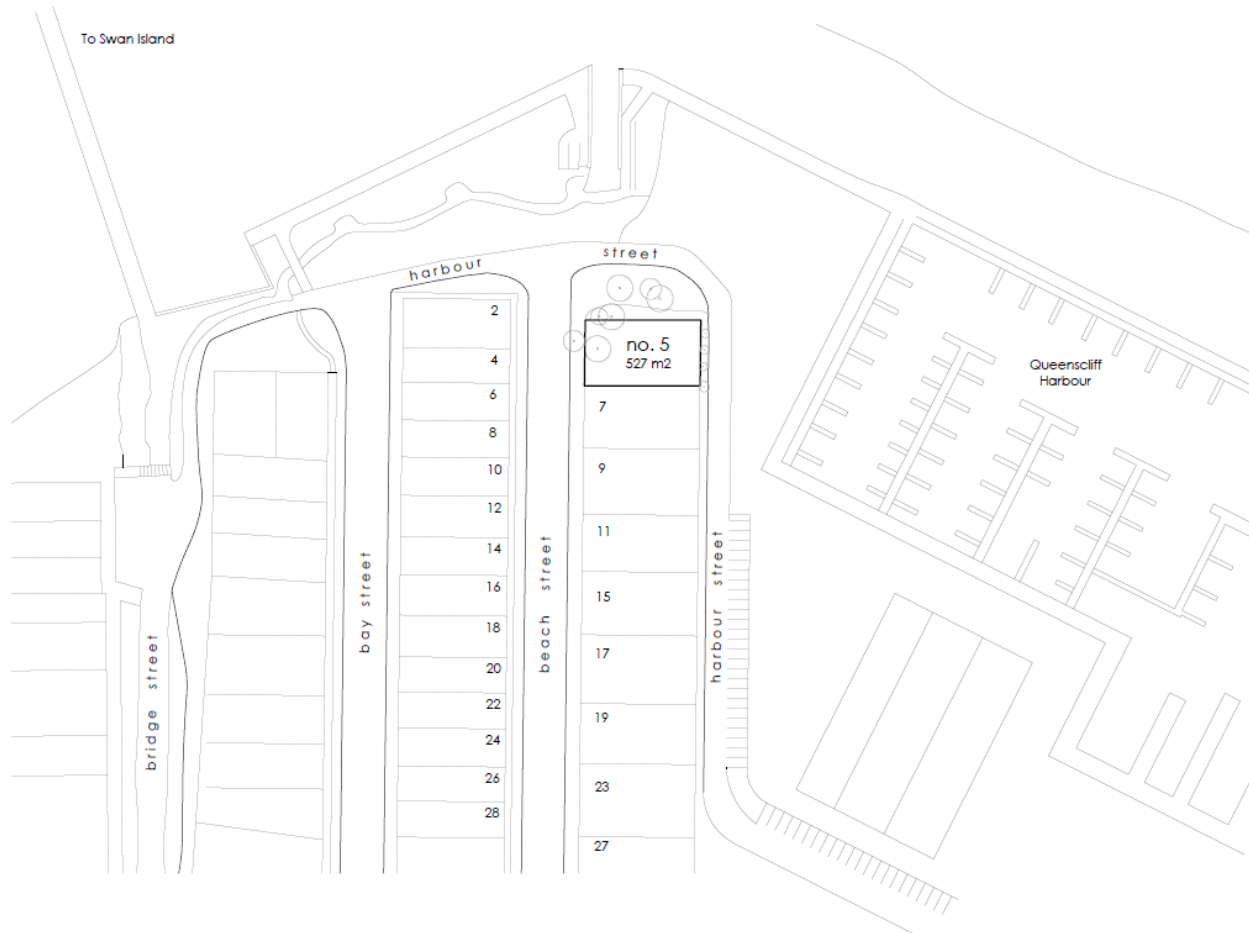 To Swan Island
harbour street
2
no. 5
527 m2
4
6
7
8
9
10
12
11
14
16
15
18
17
20
22
19
24
26
23
28
27
bridge street
bay street
beach street
harbour street
Queenscliff
Harbour